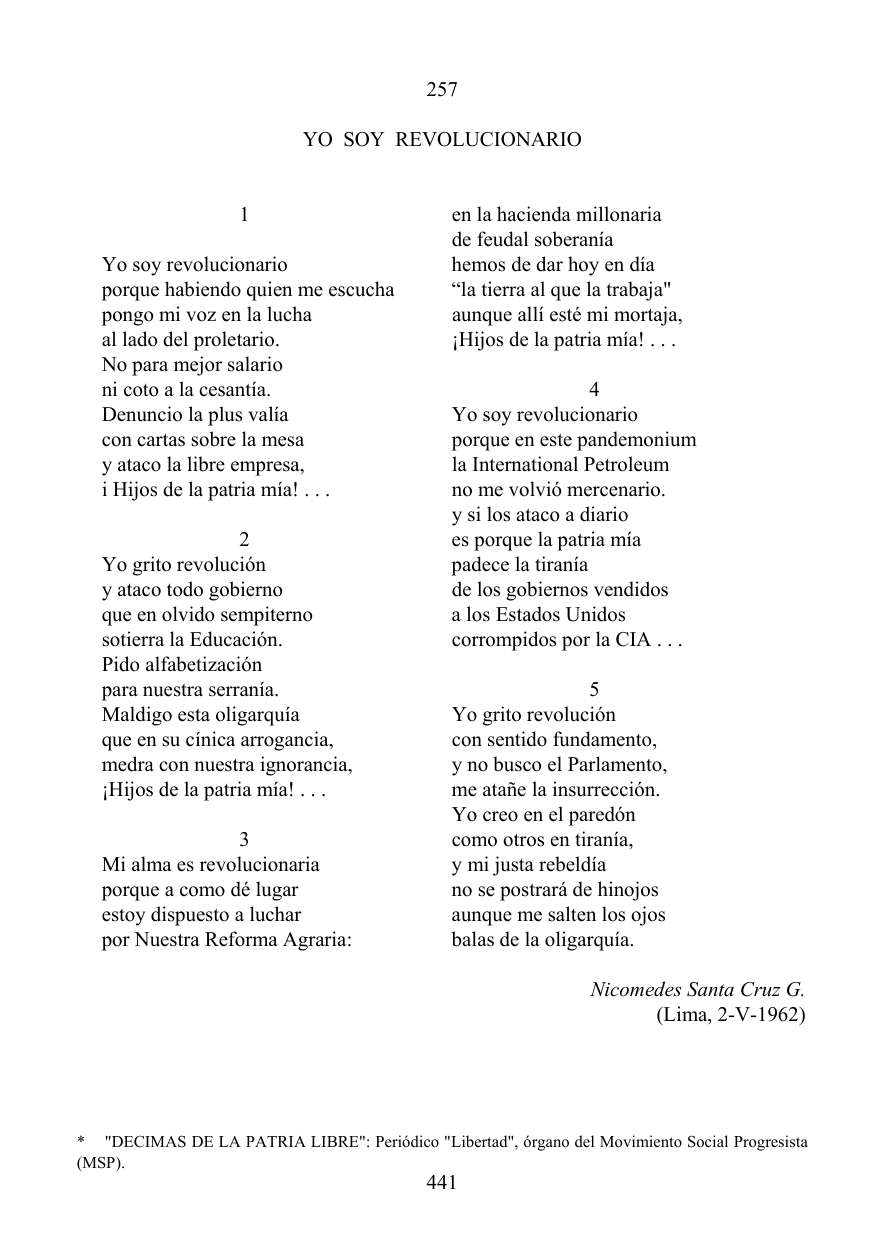 257
YO SOY REVOLUCIONARIO
1
Yo soy revolucionario
porque habiendo quien me escucha
pongo mi voz en la lucha
al lado del proletario.
No para mejor salario
ni coto a la cesantía.
Denuncio la plus valía
con cartas sobre la mesa
y ataco la libre empresa,
i Hijos de la patria mía! . . .
2
Yo grito revolución
y ataco todo gobierno
que en olvido sempiterno
sotierra la Educación.
Pido alfabetización
para nuestra serranía.
Maldigo esta oligarquía
que en su cínica arrogancia,
medra con nuestra ignorancia,
¡Hijos de la patria mía! . . .
3
Mi alma es revolucionaria
porque a como dé lugar
estoy dispuesto a luchar
por Nuestra Reforma Agraria:
en la hacienda millonaria
de feudal soberanía
hemos de dar hoy en día
“la tierra al que la trabaja"
aunque allí esté mi mortaja,
¡Hijos de la patria mía! . . .
4
Yo soy revolucionario
porque en este pandemonium
la International Petroleum
no me volvió mercenario.
y si los ataco a diario
es porque la patria mía
padece la tiranía
de los gobiernos vendidos
a los Estados Unidos
corrompidos por la CIA . . .
5
Yo grito revolución
con sentido fundamento,
y no busco el Parlamento,
me atañe la insurrección.
Yo creo en el paredón
como otros en tiranía,
y mi justa rebeldía
no se postrará de hinojos
aunque me salten los ojos
balas de la oligarquía.
Nicomedes Santa Cruz G.
(Lima, 2-V-1962)
* "DECIMAS DE LA PATRIA LIBRE": Periódico "Libertad", órgano del Movimiento Social Progresista
(MSP).
441